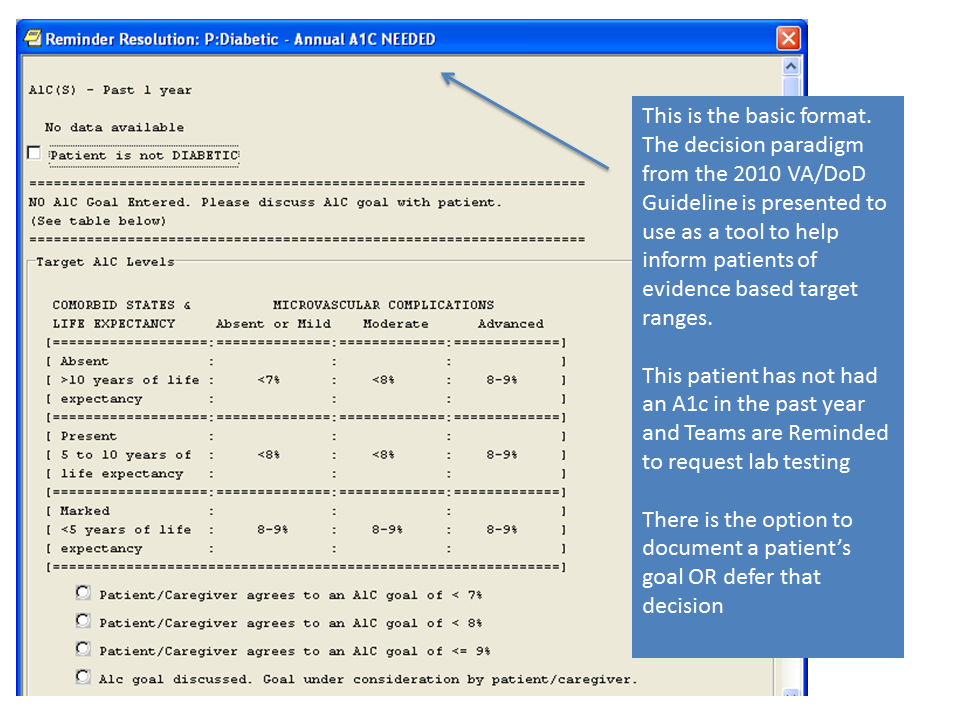 Reminder Resolution: P:Diabetic - Annual A1C NEEDED
A1C(S) - Past 1 year
No data available
Patient is not DIABETIC
======================================================================
NO A1C Goal Entered. Please discuss A1C goal with patient.
(See table below)
======================================================================
Target A1C Levels
COMORBID STATES & MICROVASCULAR COMPLICATIONS
LIFE EXPECTANCY Absent or Mild Moderate Advanced
[===================:==============:=============:=============]
[ Absent : : : ]
[ >10 years of life : <7% : <8% : 8-9% ]
[ expectancy : : : ]
[===================:==============:=============:=============]
[ Present : : : ]
[ 5 to 10 years of : <8% : <8% : 8-9% ]
[ life expectancy : : : ]
[===================:==============:=============:=============]
[ Marked : : : ]
[ <5 years of life : 8-9% : 8-9% : 8-9% ]
[ expectancy : : : ]
[==============================================================]
Patient/Caregiver agrees to an A1C goal of < 7%
Patient/Caregiver agrees to an A1C goal of < 8%
Patient/Caregiver agrees to an A1C goal of <= 9%
A1c goal discussed. Goal under consideration by patient/caregiver.
This is the basic format.
The decision paradigm
from the 2010 VA/DoD
Guideline is presented to
use as a tool to help
inform patients of
evidence based target
ranges.
This patient has not had
an A1c in the past year
and Teams are Reminded
to request lab testing
There is the option to
document a patient's
goal OR defer that
decision